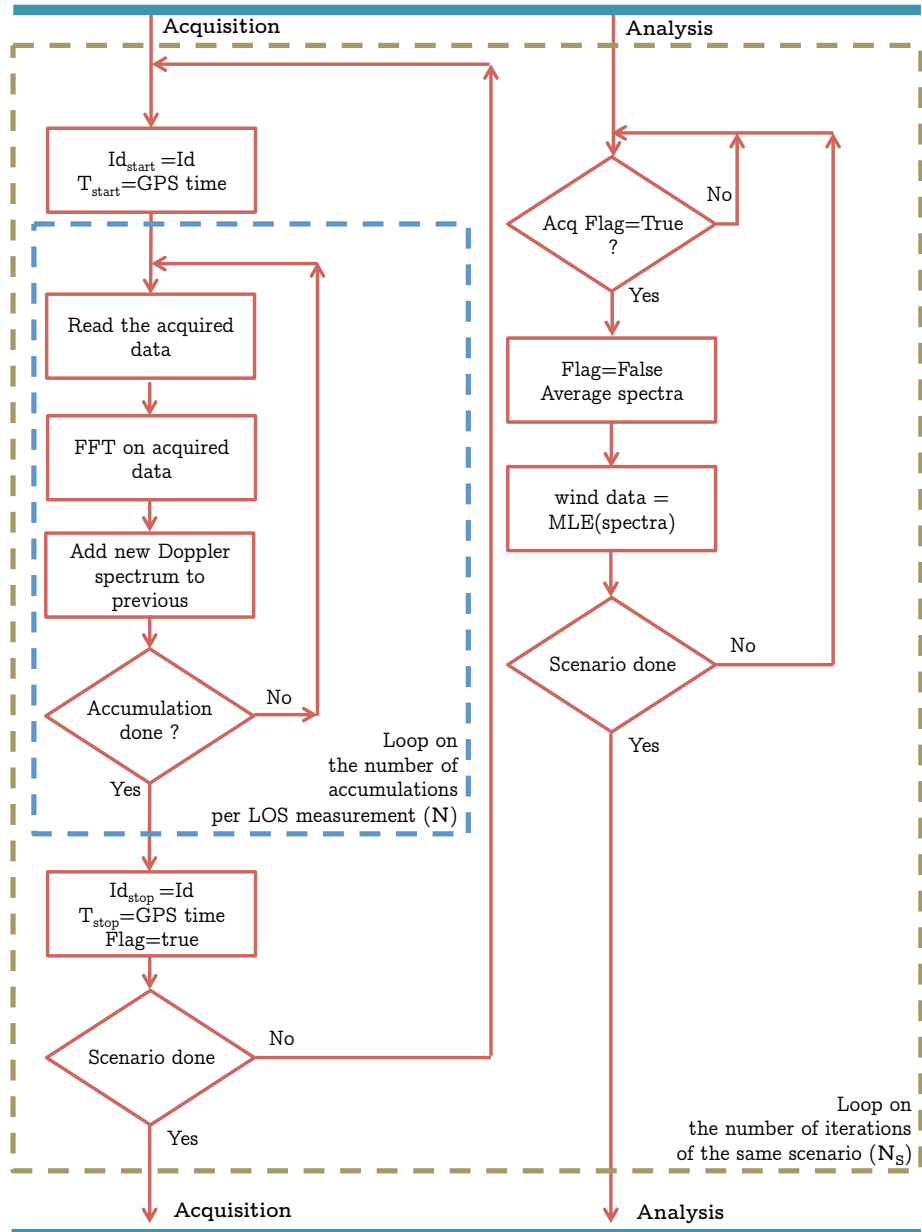 Acquisition
Id_start =Id
T_start=GPS time
Read the acquired
data
FFT on acquired
data
Add new Doppler
spectrum to
previous
Accumulation
done ?
No
Yes
Loop on
the number of
accumulations
per LOS measurement (N)
Id_stop =Id
T_stop=GPS time
Flag=true
Scenario done
No
Yes
Acquisition
Analysis
Acq Flag=True
?
No
Yes
Flag=False
Average spectra
wind data =
MLE(spectra)
Scenario done
No
Yes
Loop on
the number of iterations
of the same scenario (N_S)
Analysis